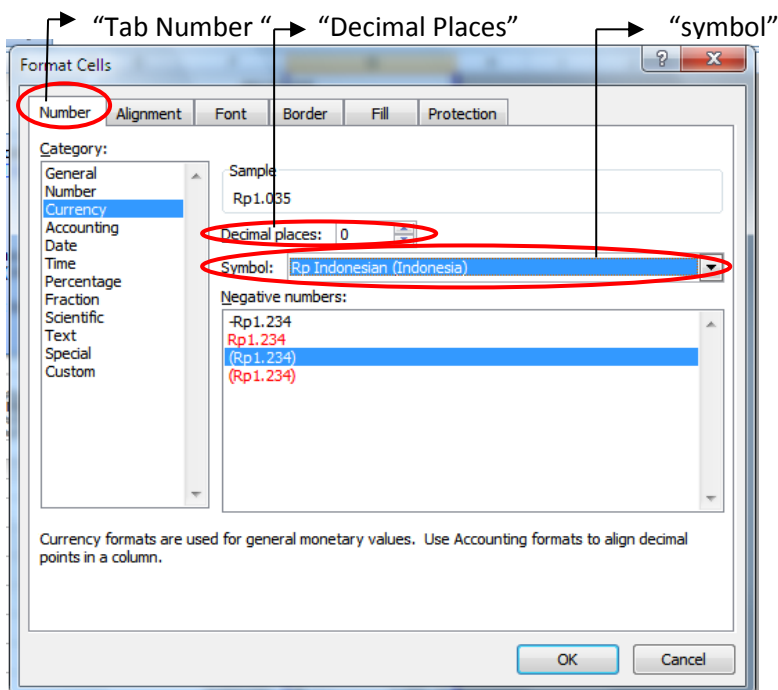 “Tab Number “ “Decimal Places” “symbol”
Format Cells
Number Alignment Font Border Fill Protection
Category:
General
Number
Currency
Accounting
Date
Time
Percentage
Fraction
Scientific
Text
Special
Custom
Sample
Rp1.035
Decimal places: 0
Symbol: Rp Indonesian (Indonesia)
Negative numbers:
-Rp1.234
Rp1.234
(Rp1.234)
(Rp1.234)
Currency formats are used for general monetary values. Use Accounting formats to align decimal
points in a column.
OK Cancel